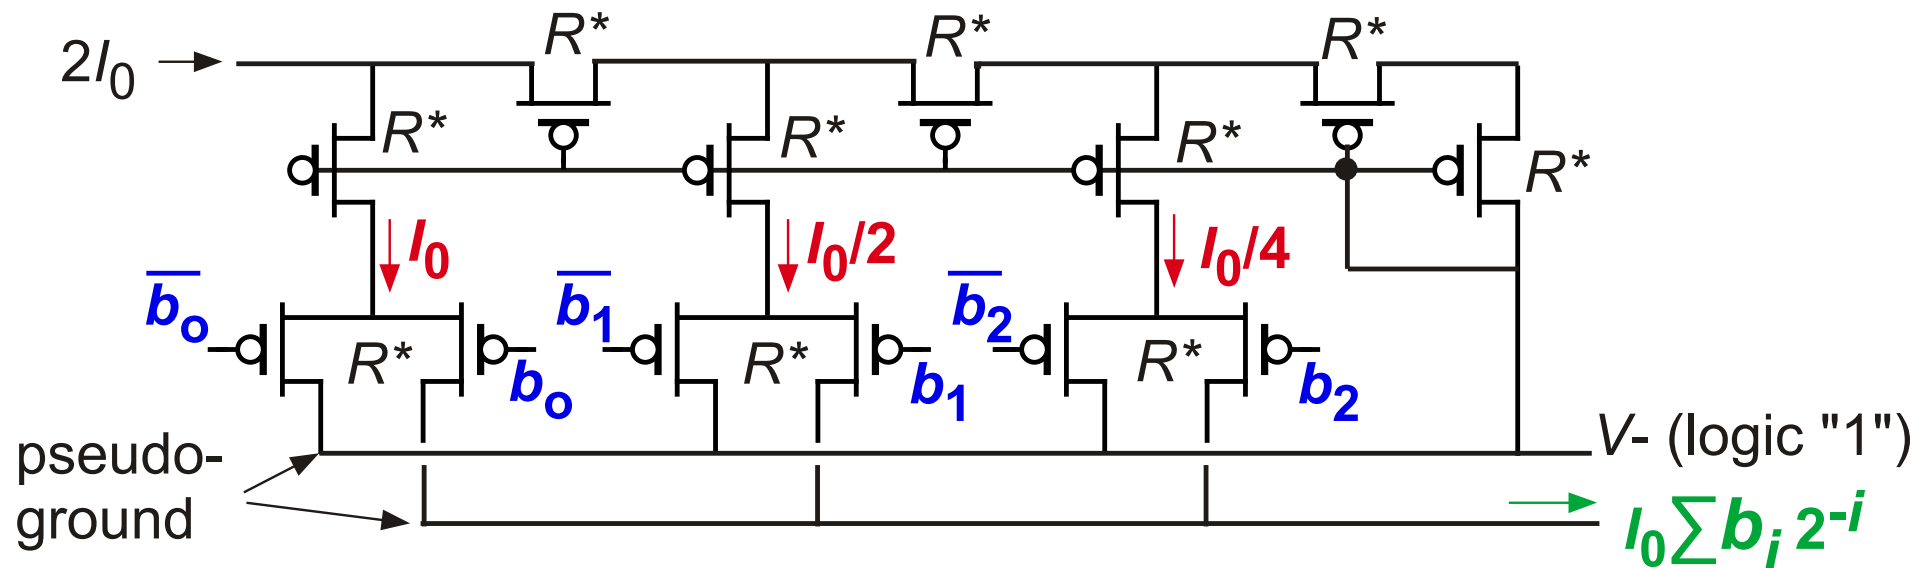 R* R* R*
2I₀
R* R* R* R*
I₀ I₀/2 I₀/4
b̅ₒ b̅₁ b̅₂
R* R* R*
bₒ b₁ b₂
V- (logic "1")
pseudo-
ground
I₀∑bᵢ 2⁻ⁱ